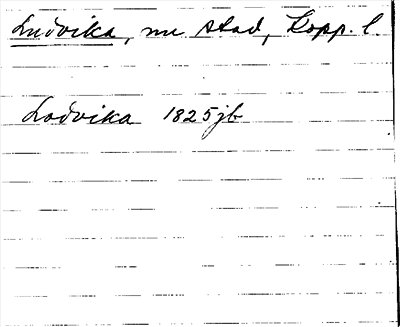 Ludvika, nu stad, Kopp. l.
Lodvika 1825 jb